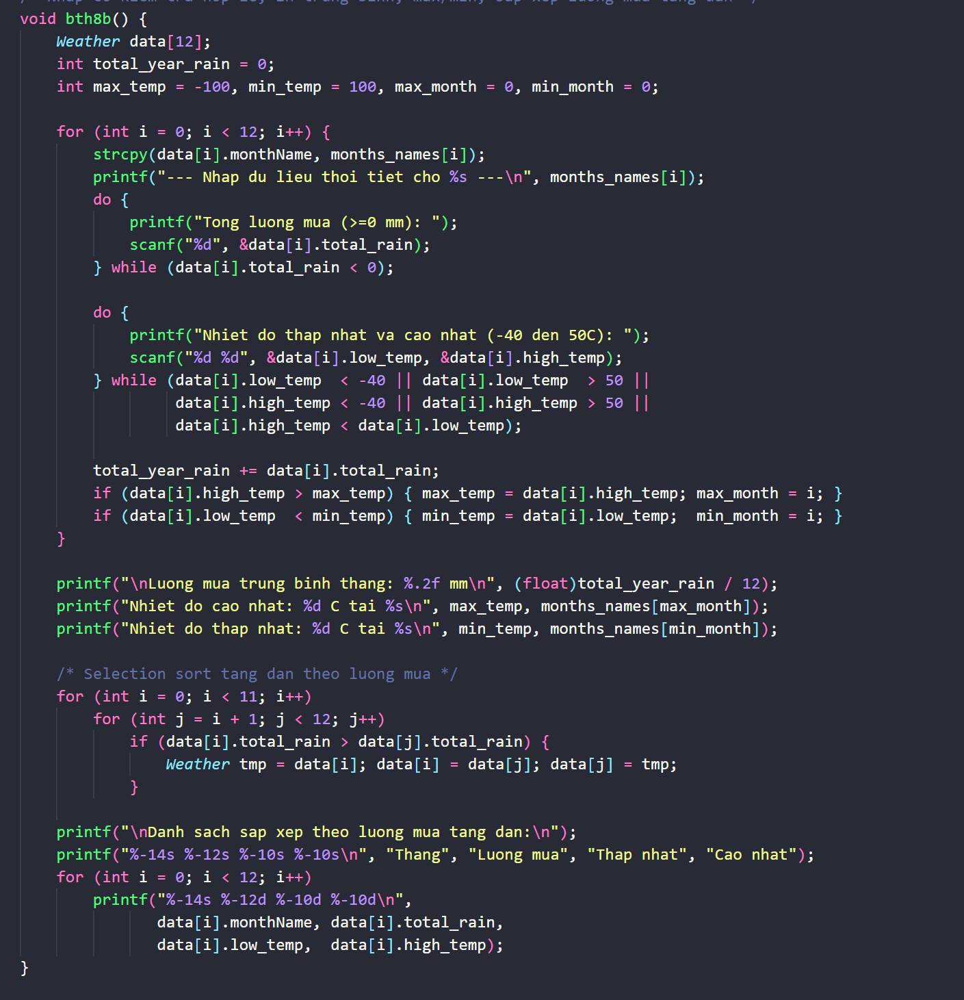 void bth8b() {
    Weather data[12];
    int total_year_rain = 0;
    int max_temp = -100, min_temp = 100, max_month = 0, min_month = 0;

    for (int i = 0; i < 12; i++) {
        strcpy(data[i].monthName, months_names[i]);
        printf("--- Nhap du lieu thoi tiet cho %s ---\n", months_names[i]);
        do {
            printf("Tong luong mua (>=0 mm): ");
            scanf("%d", &data[i].total_rain);
        } while (data[i].total_rain < 0);

        do {
            printf("Nhiet do thap nhat va cao nhat (-40 den 50C): ");
            scanf("%d %d", &data[i].low_temp, &data[i].high_temp);
        } while (data[i].low_temp  < -40 || data[i].low_temp  > 50 ||
                 data[i].high_temp < -40 || data[i].high_temp > 50 ||
                 data[i].high_temp < data[i].low_temp);

        total_year_rain += data[i].total_rain;
        if (data[i].high_temp > max_temp) { max_temp = data[i].high_temp; max_month = i; }
        if (data[i].low_temp  < min_temp) { min_temp = data[i].low_temp;  min_month = i; }
    }

    printf("\nLuong mua trung binh thang: %.2f mm\n", (float)total_year_rain / 12);
    printf("Nhiet do cao nhat: %d C tai %s\n", max_temp, months_names[max_month]);
    printf("Nhiet do thap nhat: %d C tai %s\n", min_temp, months_names[min_month]);

    /* Selection sort tang dan theo luong mua */
    for (int i = 0; i < 11; i++)
        for (int j = i + 1; j < 12; j++)
            if (data[i].total_rain > data[j].total_rain) {
                Weather tmp = data[i]; data[i] = data[j]; data[j] = tmp;
            }

    printf("\nDanh sach sap xep theo luong mua tang dan:\n");
    printf("%-14s %-12s %-10s %-10s\n", "Thang", "Luong mua", "Thap nhat", "Cao nhat");
    for (int i = 0; i < 12; i++)
        printf("%-14s %-12d %-10d %-10d\n",
               data[i].monthName, data[i].total_rain,
               data[i].low_temp,  data[i].high_temp);
}